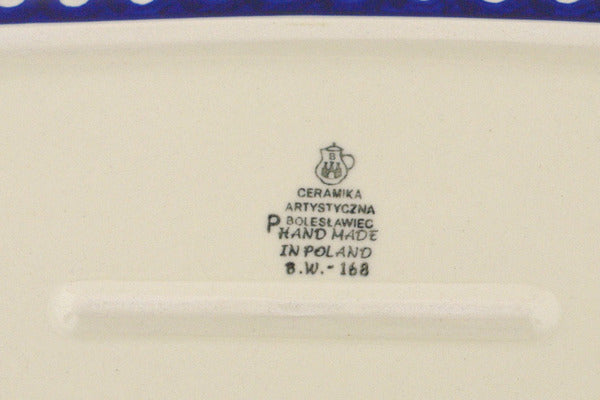 B
CERAMIKA
ARTYSTYCZNA
P BOLESŁAWIEC
HAND MADE
IN POLAND
B.W.-168